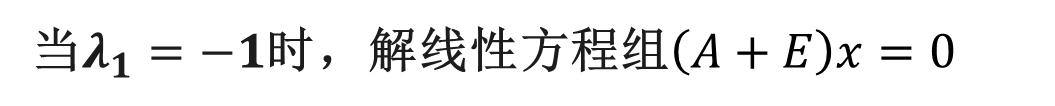 当λ₁ = −1时，解线性方程组(A + E)x = 0